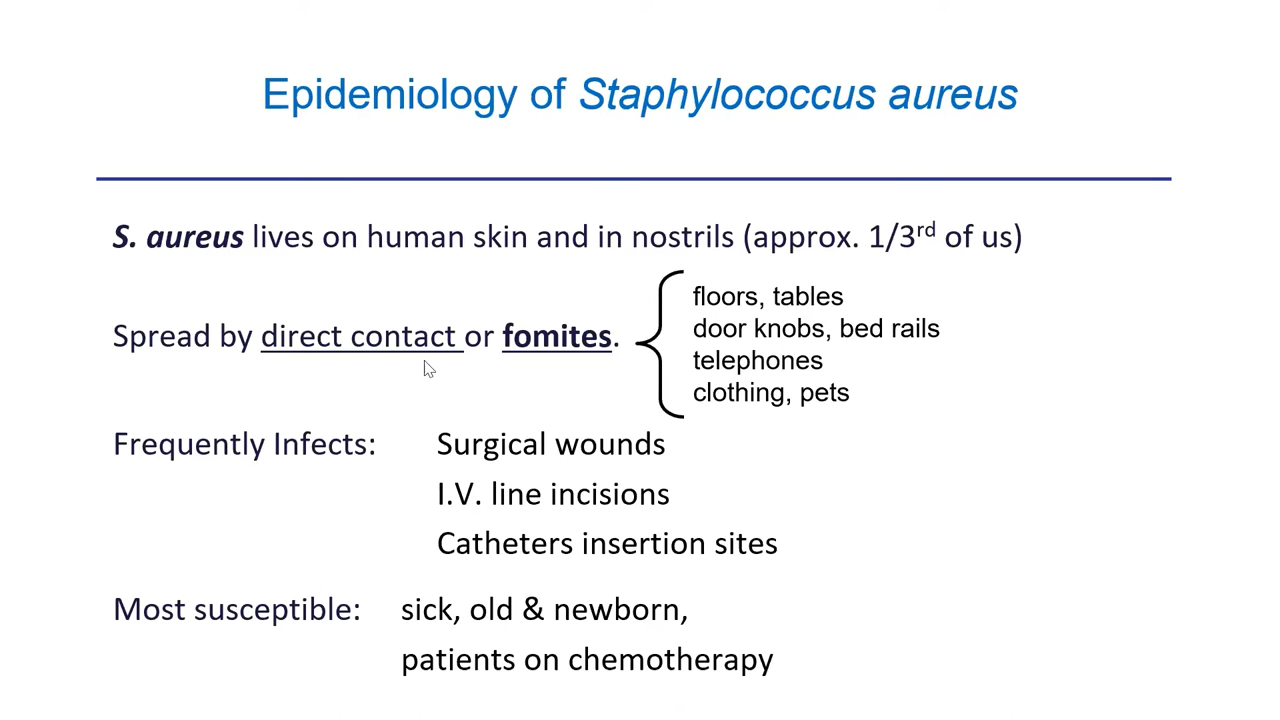 Epidemiology of Staphylococcus aureus
S. aureus lives on human skin and in nostrils (approx. 1/3rd of us)
Spread by direct contact or fomites.
floors, tables
door knobs, bed rails
telephones
clothing, pets
Frequently Infects: Surgical wounds
I.V. line incisions
Catheters insertion sites
Most susceptible: sick, old & newborn,
patients on chemotherapy